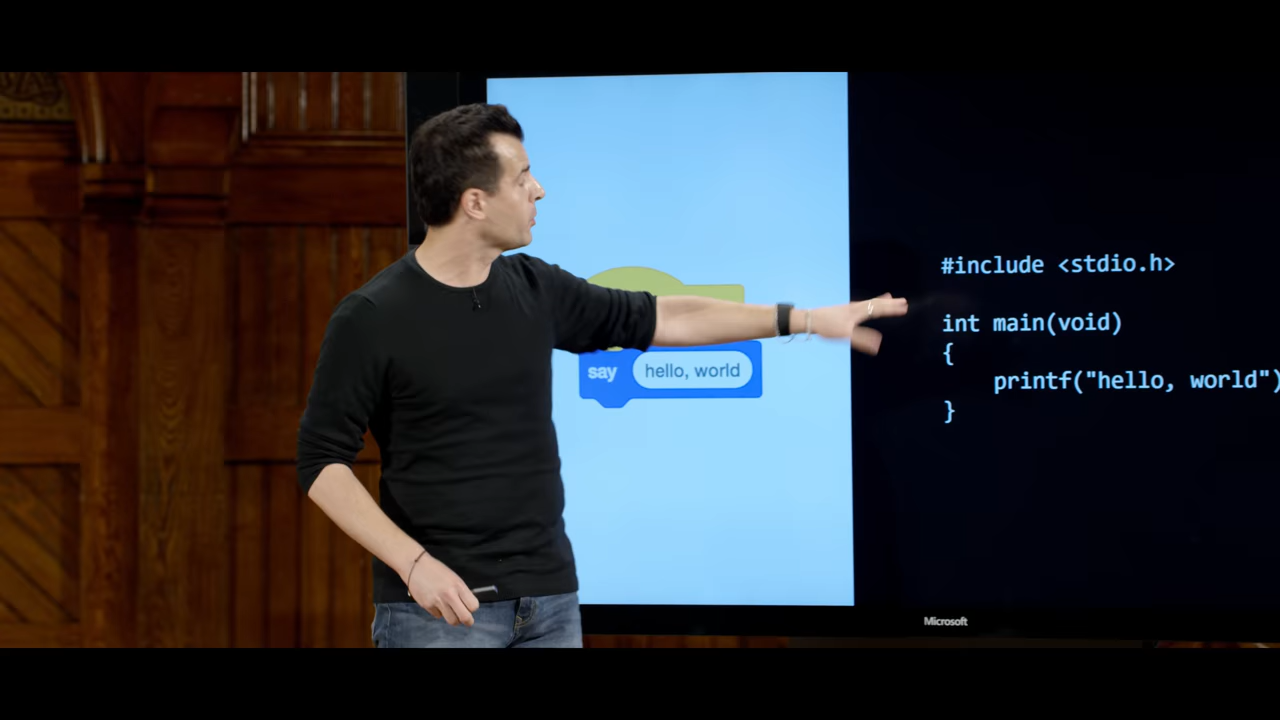 say hello, world
#include <stdio.h>
int main(void)
{
printf("hello, world")
}
Microsoft